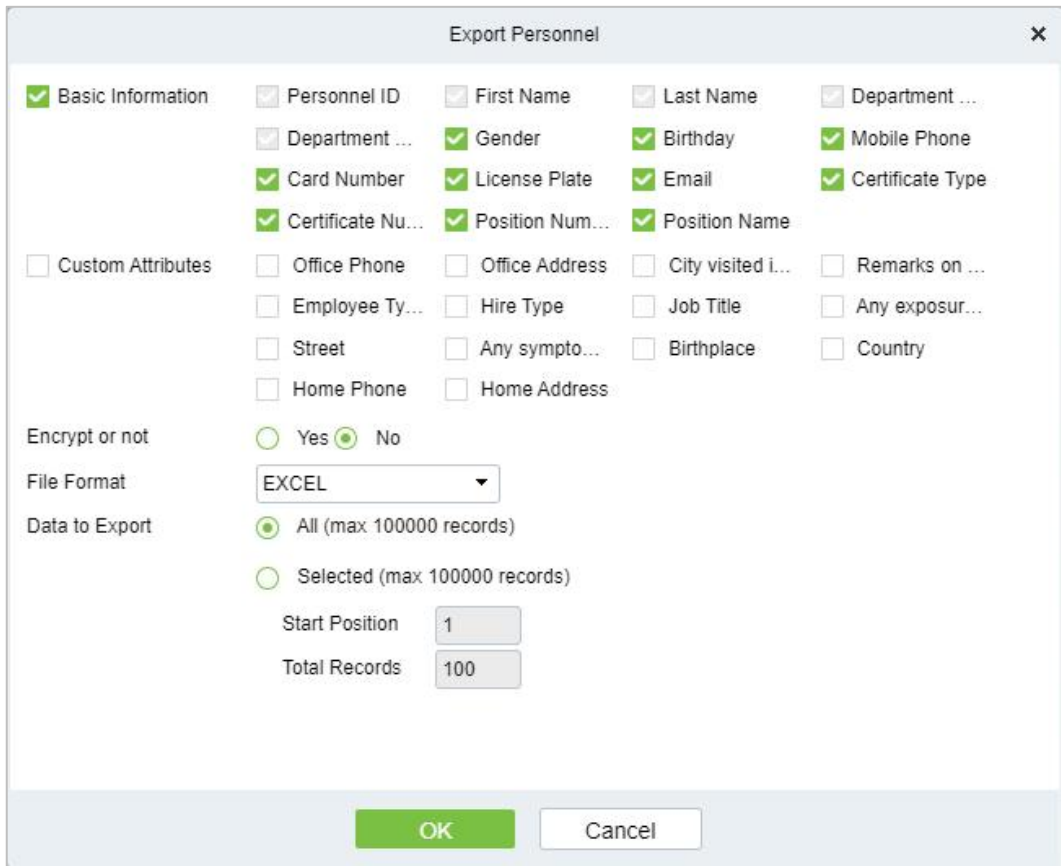 Export Personnel
Basic Information Personnel ID First Name Last Name Department ...
Department ... Gender Birthday Mobile Phone
Card Number License Plate Email Certificate Type
Certificate Nu... Position Num... Position Name
Custom Attributes Office Phone Office Address City visited i... Remarks on ...
Employee Ty... Hire Type Job Title Any exposur...
Street Any sympto... Birthplace Country
Home Phone Home Address
Encrypt or not Yes No
File Format EXCEL
Data to Export All (max 100000 records)
Selected (max 100000 records)
Start Position 1
Total Records 100
OK Cancel